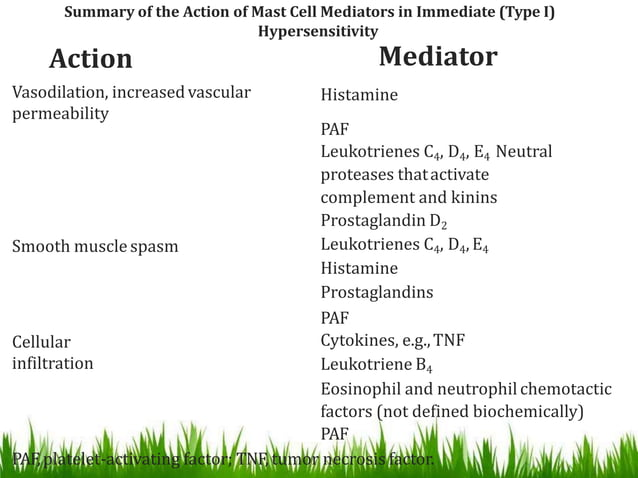 Summary of the Action of Mast Cell Mediators in Immediate (Type I)
Hypersensitivity
Action
Mediator
Vasodilation, increased vascular
permeability
Histamine
PAF
Leukotrienes C₄, D₄, E₄ Neutral
proteases that activate
complement and kinins
Prostaglandin D₂
Smooth muscle spasm
Leukotrienes C₄, D₄, E₄
Histamine
Prostaglandins
PAF
Cellular
infiltration
Cytokines, e.g., TNF
Leukotriene B₄
Eosinophil and neutrophil chemotactic
factors (not defined biochemically)
PAF
PAF, platelet-activating factor; TNF, tumor necrosis factor.